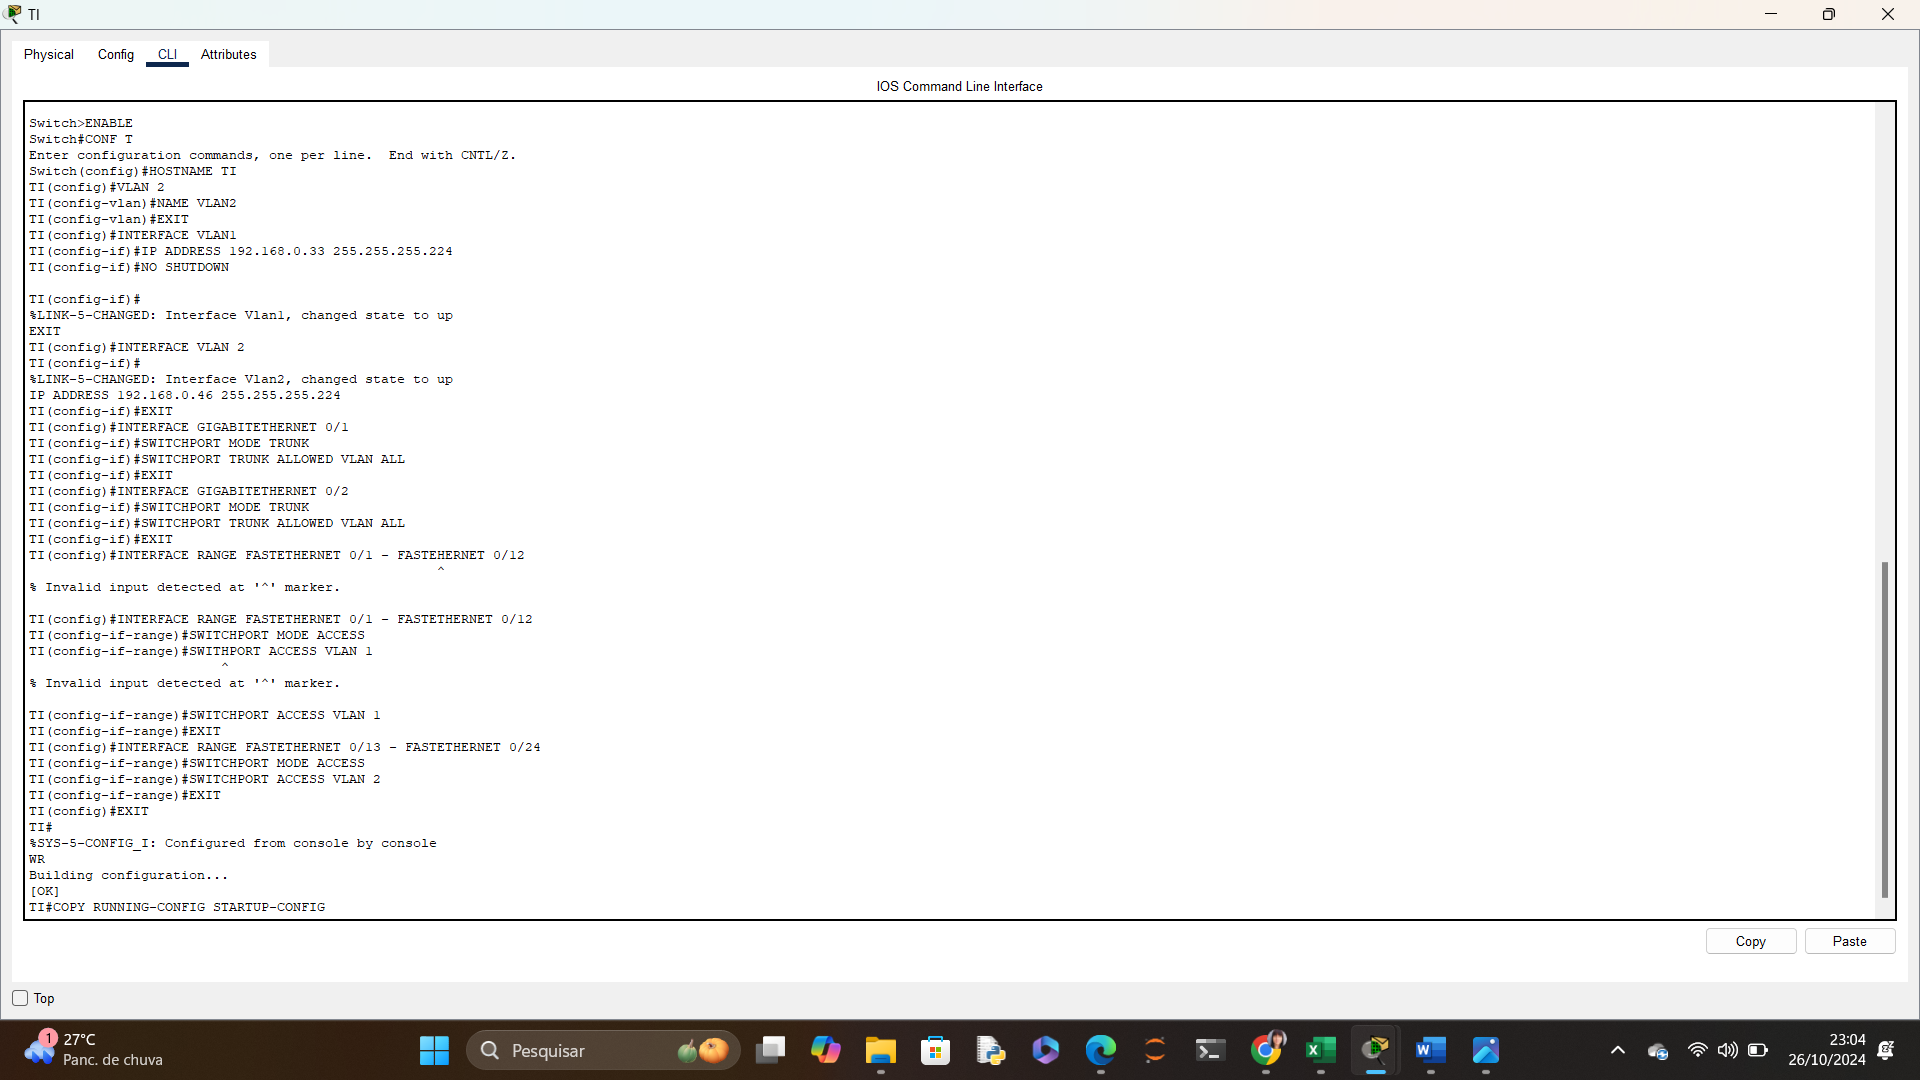 TI
Physical Config CLI Attributes
IOS Command Line Interface
Switch>ENABLE
Switch#CONF T
Enter configuration commands, one per line.  End with CNTL/Z.
Switch(config)#HOSTNAME TI
TI(config)#VLAN 2
TI(config-vlan)#NAME VLAN2
TI(config-vlan)#EXIT
TI(config)#INTERFACE VLAN1
TI(config-if)#IP ADDRESS 192.168.0.33 255.255.255.224
TI(config-if)#NO SHUTDOWN
TI(config-if)#
%LINK-5-CHANGED: Interface Vlan1, changed state to up
EXIT
TI(config)#INTERFACE VLAN 2
TI(config-if)#
%LINK-5-CHANGED: Interface Vlan2, changed state to up
IP ADDRESS 192.168.0.46 255.255.255.224
TI(config-if)#EXIT
TI(config)#INTERFACE GIGABITETHERNET 0/1
TI(config-if)#SWITCHPORT MODE TRUNK
TI(config-if)#SWITCHPORT TRUNK ALLOWED VLAN ALL
TI(config-if)#EXIT
TI(config)#INTERFACE GIGABITETHERNET 0/2
TI(config-if)#SWITCHPORT MODE TRUNK
TI(config-if)#SWITCHPORT TRUNK ALLOWED VLAN ALL
TI(config-if)#EXIT
TI(config)#INTERFACE RANGE FASTETHERNET 0/1 - FASTEHERNET 0/12
^
% Invalid input detected at '^' marker.
TI(config)#INTERFACE RANGE FASTETHERNET 0/1 - FASTETHERNET 0/12
TI(config-if-range)#SWITCHPORT MODE ACCESS
TI(config-if-range)#SWITHPORT ACCESS VLAN 1
^
% Invalid input detected at '^' marker.
TI(config-if-range)#SWITCHPORT ACCESS VLAN 1
TI(config-if-range)#EXIT
TI(config)#INTERFACE RANGE FASTETHERNET 0/13 - FASTETHERNET 0/24
TI(config-if-range)#SWITCHPORT MODE ACCESS
TI(config-if-range)#SWITCHPORT ACCESS VLAN 2
TI(config-if-range)#EXIT
TI(config)#EXIT
TI#
%SYS-5-CONFIG_I: Configured from console by console
WR
Building configuration...
[OK]
TI#COPY RUNNING-CONFIG STARTUP-CONFIG
Copy Paste
Top
1 27°C
Panc. de chuva
Pesquisar
23:04
26/10/2024